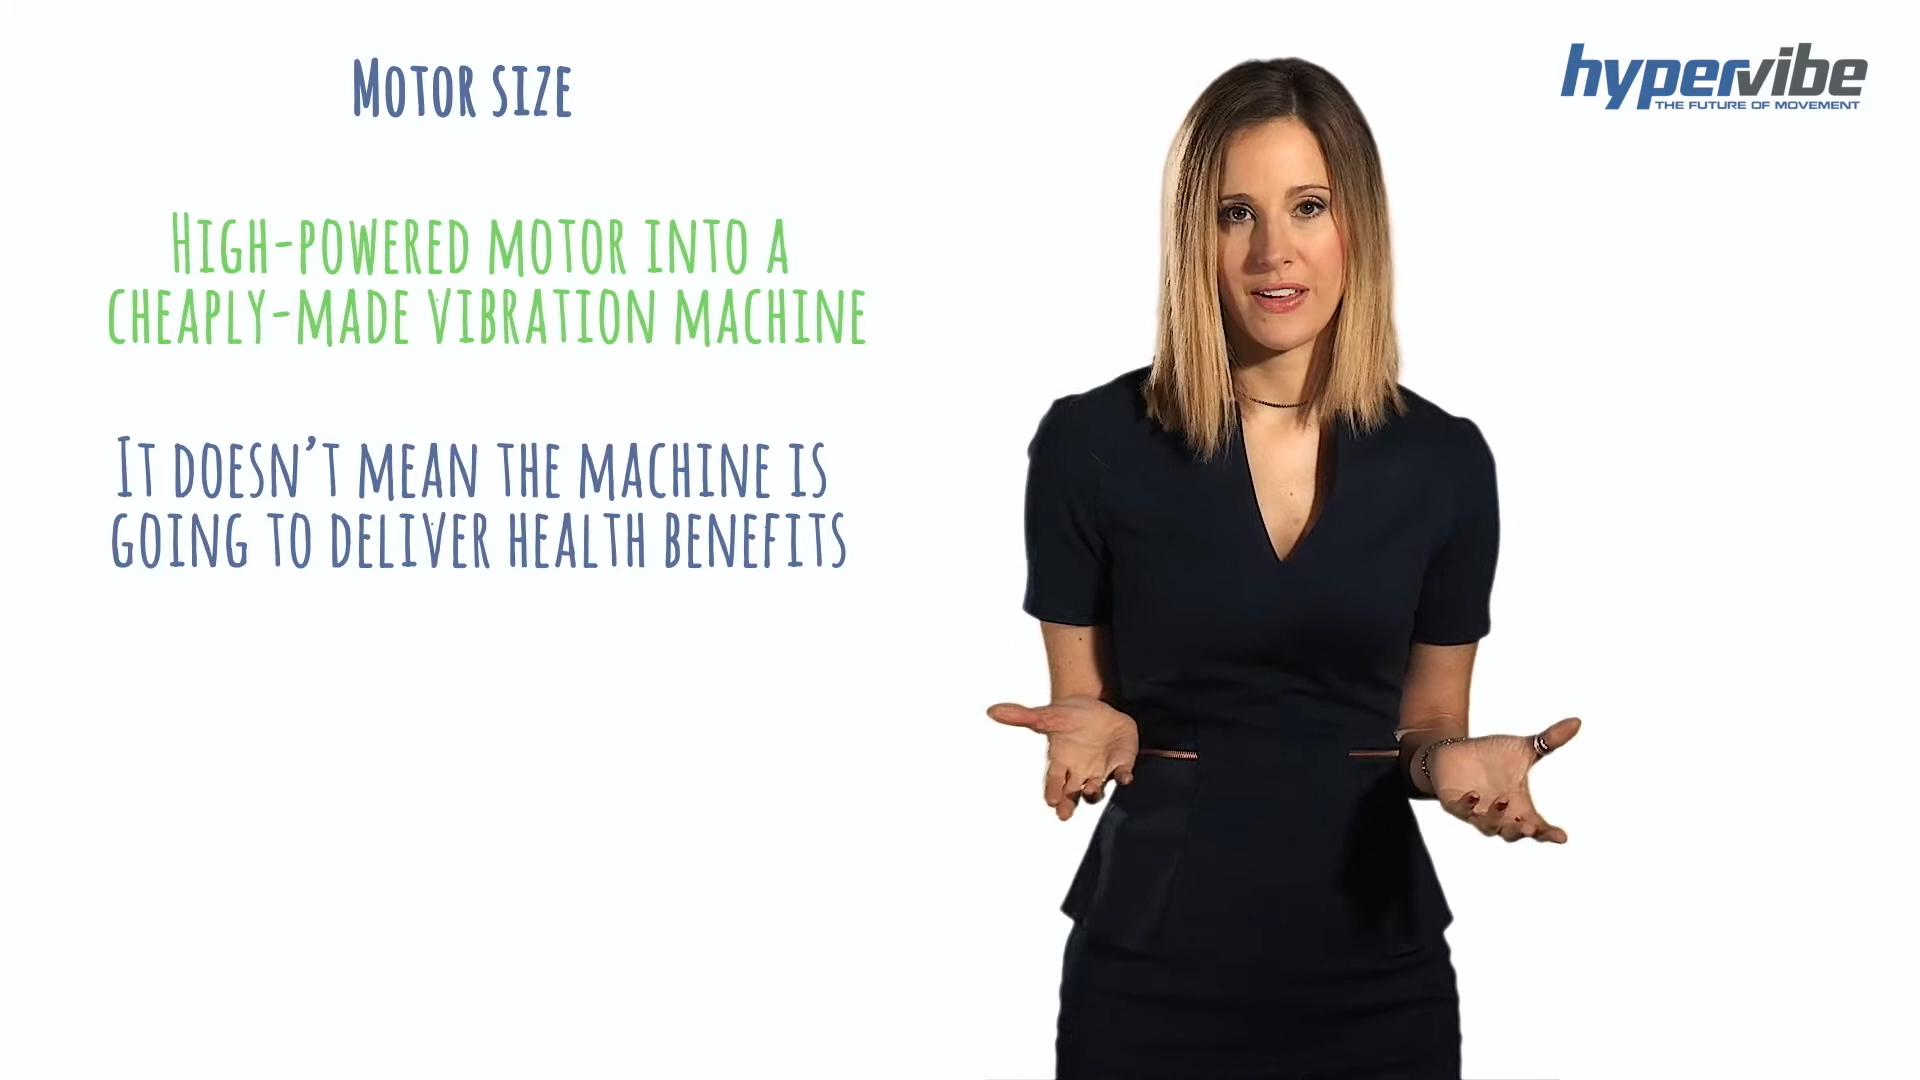 Motor size
hypervibe
THE FUTURE OF MOVEMENT
High-powered motor into a
cheaply-made vibration machine
It doesn't mean the machine is
going to deliver health benefits